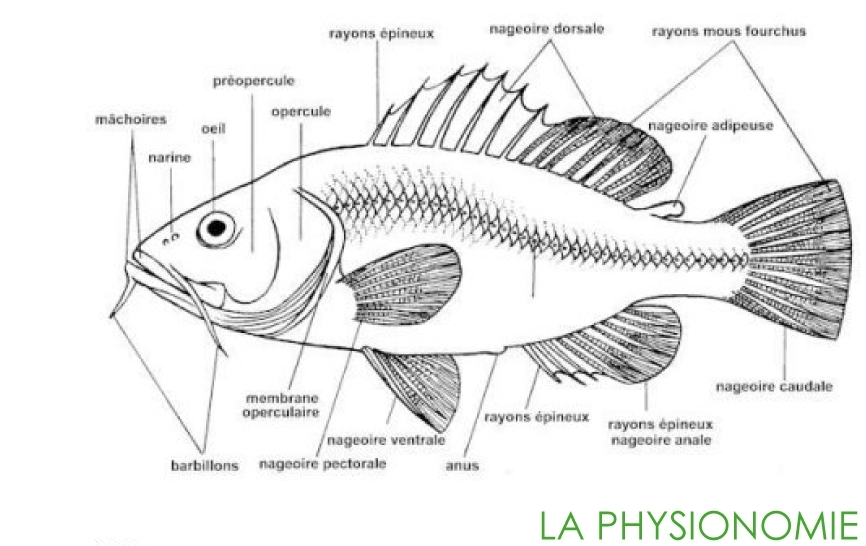 nageoire dorsale
rayons épineux
rayons mous fourchus
préopercule
opercule
mâchoires
oeil
nageoire adipeuse
narine
nageoire caudale
membrane
operculaire
rayons épineux
rayons épineux
nageoire anale
nageoire ventrale
barbillons
nageoire pectorale
anus
LA PHYSIONOMIE